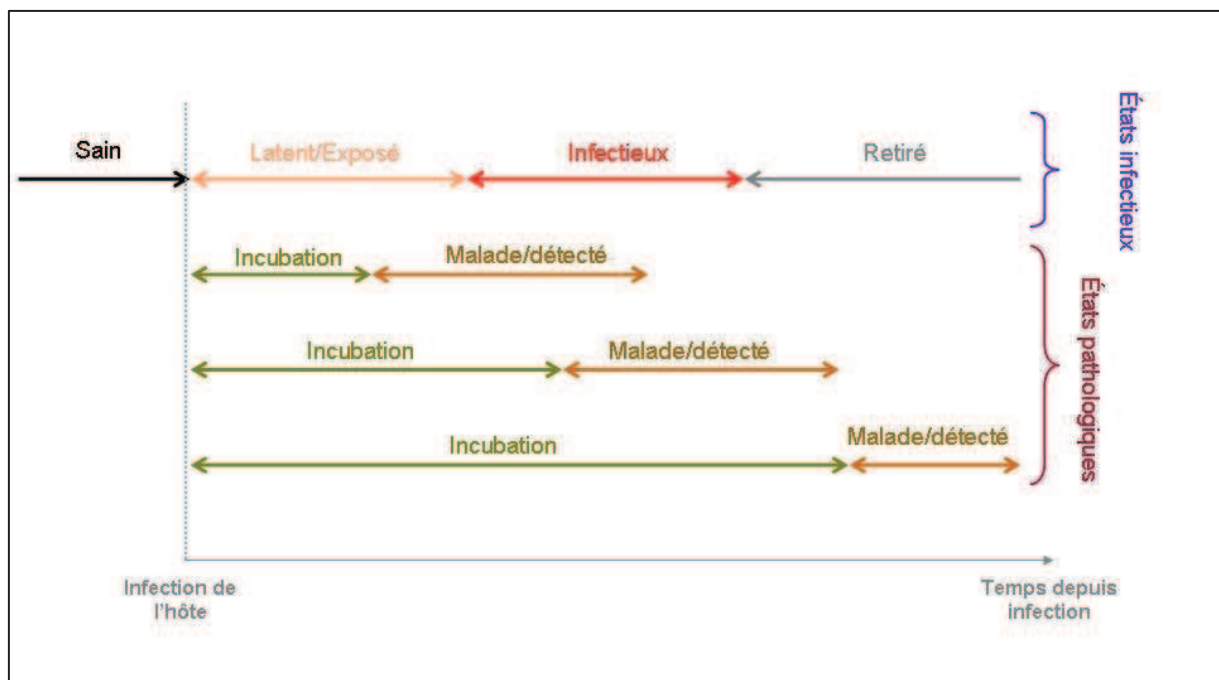 Sain
Latent/Exposé
Infectieux
Retiré
États infectieux
Incubation
Malade/détecté
Incubation
Malade/détecté
Incubation
Malade/détecté
États pathologiques
Infection de
l'hôte
Temps depuis
infection